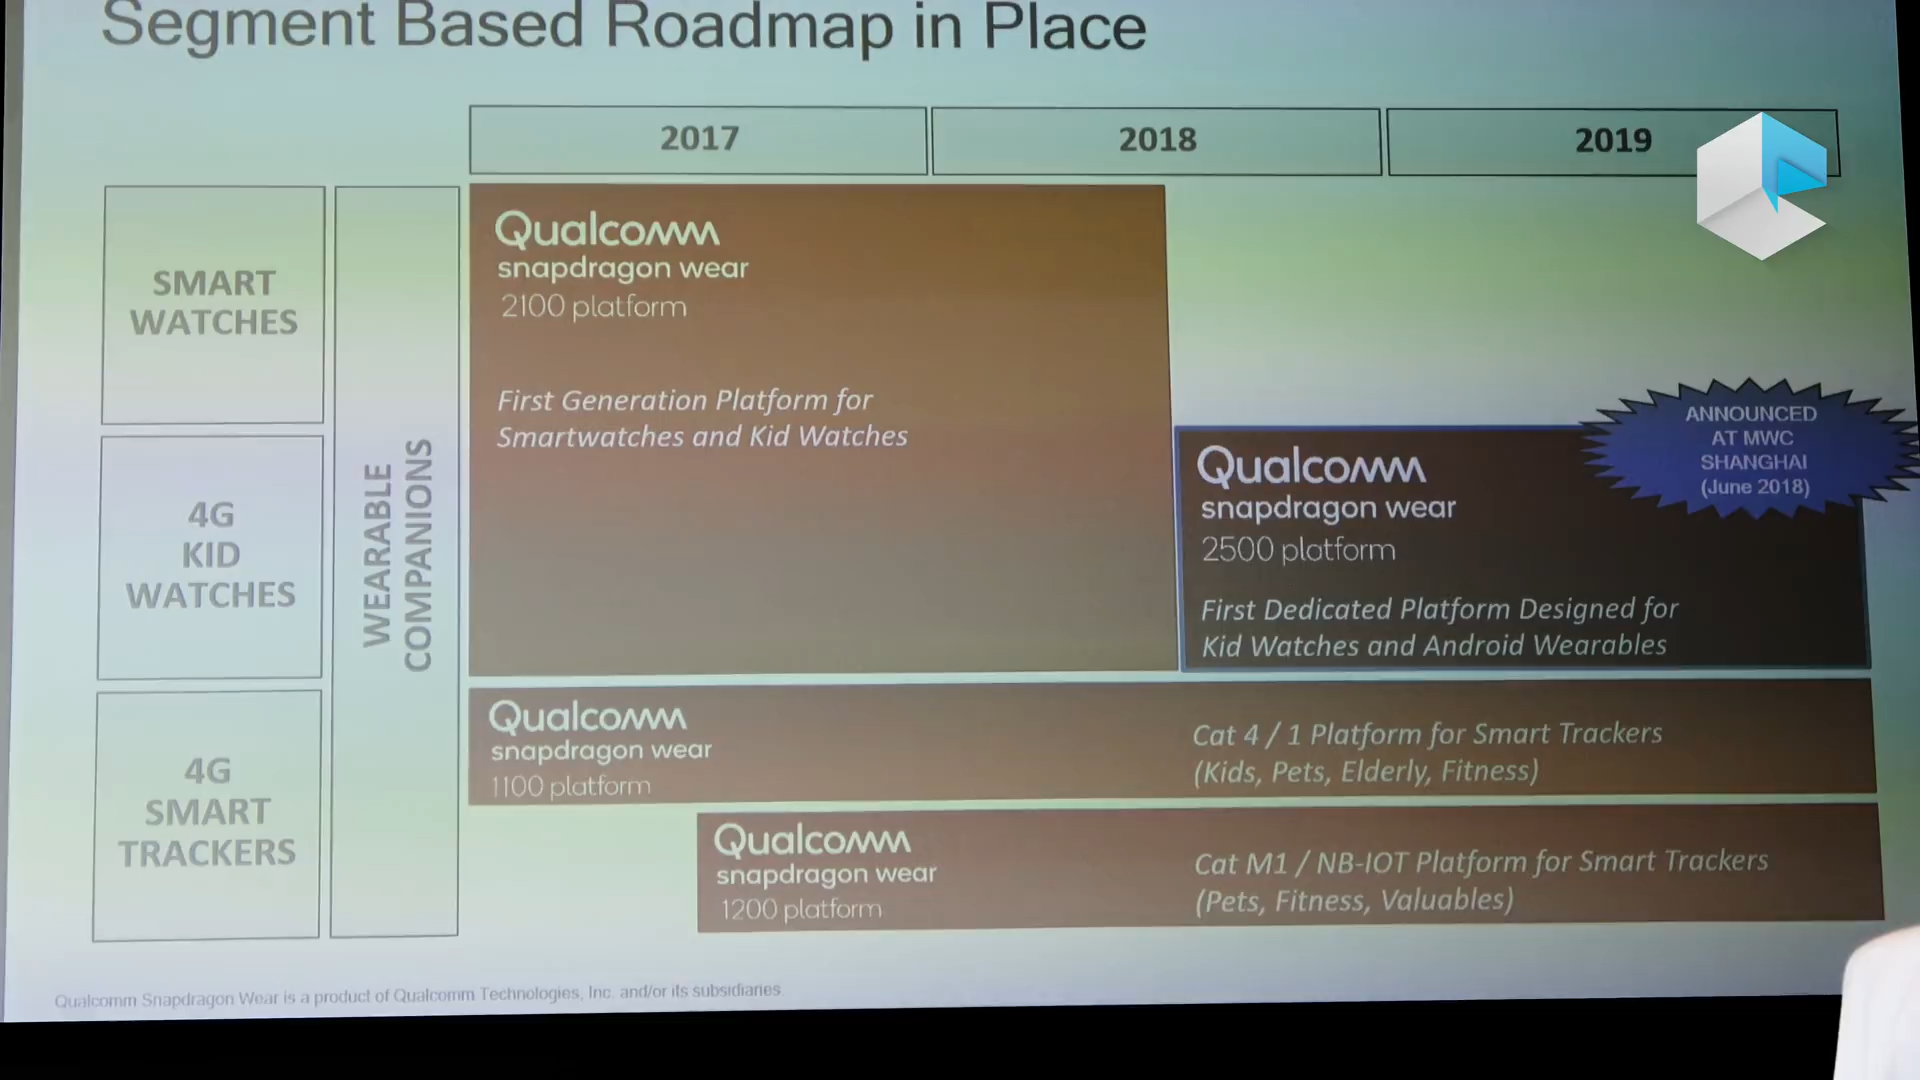 Segment Based Roadmap in Place
2017
2018
2019
SMART
WATCHES
4G
KID
WATCHES
4G
SMART
TRACKERS
WEARABLE
COMPANIONS
Qualcomm
snapdragon wear
2100 platform
First Generation Platform for
Smartwatches and Kid Watches
ANNOUNCED
AT MWC
SHANGHAI
(June 2018)
Qualcomm
snapdragon wear
2500 platform
First Dedicated Platform Designed for
Kid Watches and Android Wearables
Qualcomm
snapdragon wear
1100 platform
Cat 4 / 1 Platform for Smart Trackers
(Kids, Pets, Elderly, Fitness)
Qualcomm
snapdragon wear
1200 platform
Cat M1 / NB-IOT Platform for Smart Trackers
(Pets, Fitness, Valuables)
Qualcomm Snapdragon Wear is a product of Qualcomm Technologies, Inc. and/or its subsidiaries.